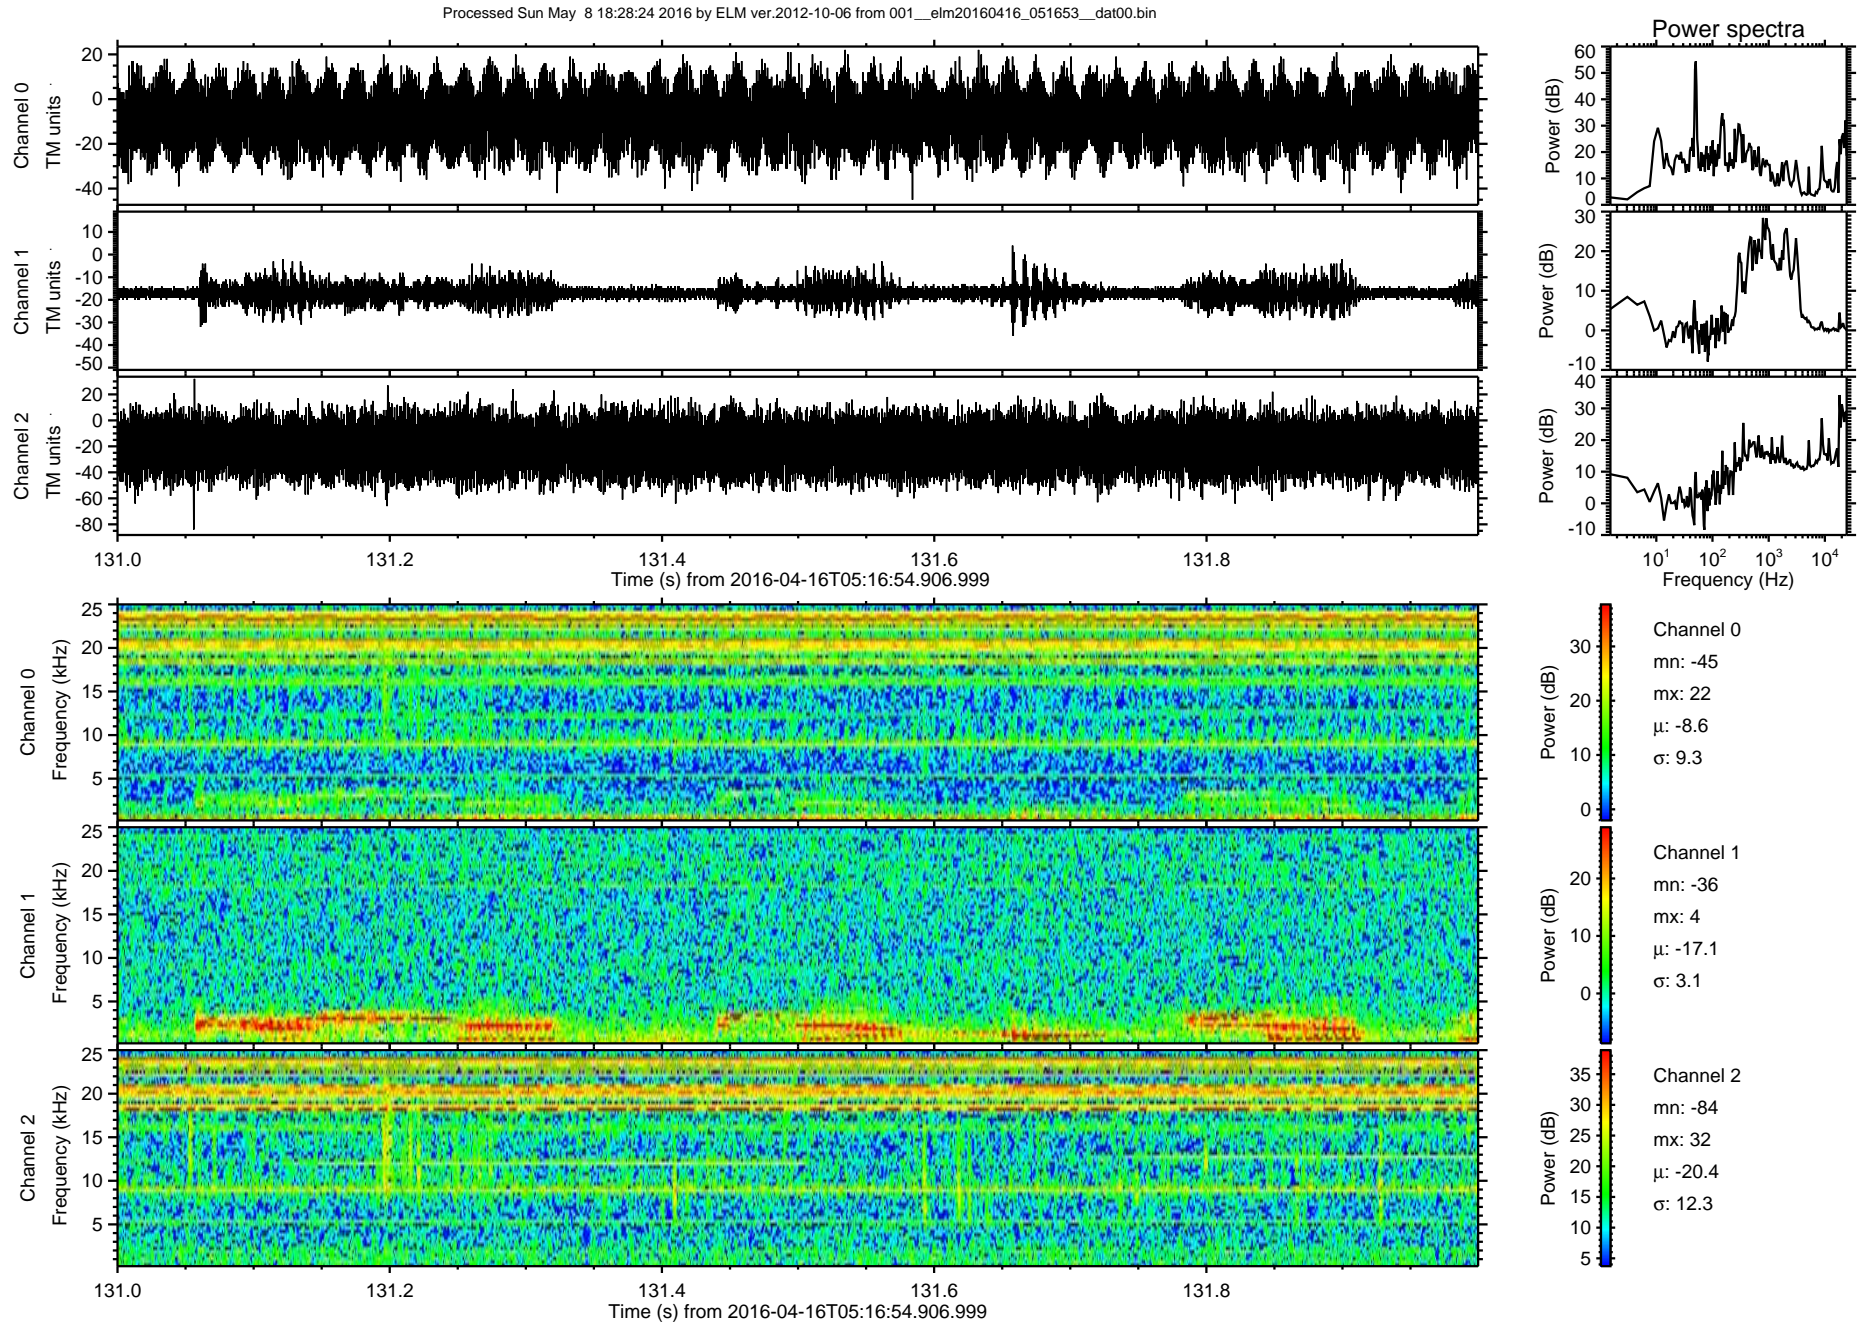 Processed Sun May  8 18:28:24 2016 by ELM ver.2012-10-06 from 001__elm20160416_051653__dat00.bin
Power spectra
Channel 0
TM units
20
0
-20
-40
Power (dB)
60
50
40
30
20
10
0
Channel 1
TM units
10
0
-10
-20
-30
-40
-50
Power (dB)
30
20
10
0
-10
Channel 2
TM units
20
0
-20
-40
-60
-80
Power (dB)
40
30
20
10
0
-10
131.0 131.2 131.4 131.6 131.8
Time (s) from 2016-04-16T05:16:54.906.999
10^1 10^2 10^3 10^4
Frequency (Hz)
Channel 0
Frequency (kHz)
25
20
15
10
5
Power (dB)
30
20
10
0
Channel 0
mn: -45
mx: 22
µ: -8.6
σ: 9.3
Channel 1
Frequency (kHz)
25
20
15
10
5
Power (dB)
20
10
0
Channel 1
mn: -36
mx: 4
µ: -17.1
σ: 3.1
Channel 2
Frequency (kHz)
25
20
15
10
5
Power (dB)
35
30
25
20
15
10
5
Channel 2
mn: -84
mx: 32
µ: -20.4
σ: 12.3
131.0 131.2 131.4 131.6 131.8
Time (s) from 2016-04-16T05:16:54.906.999